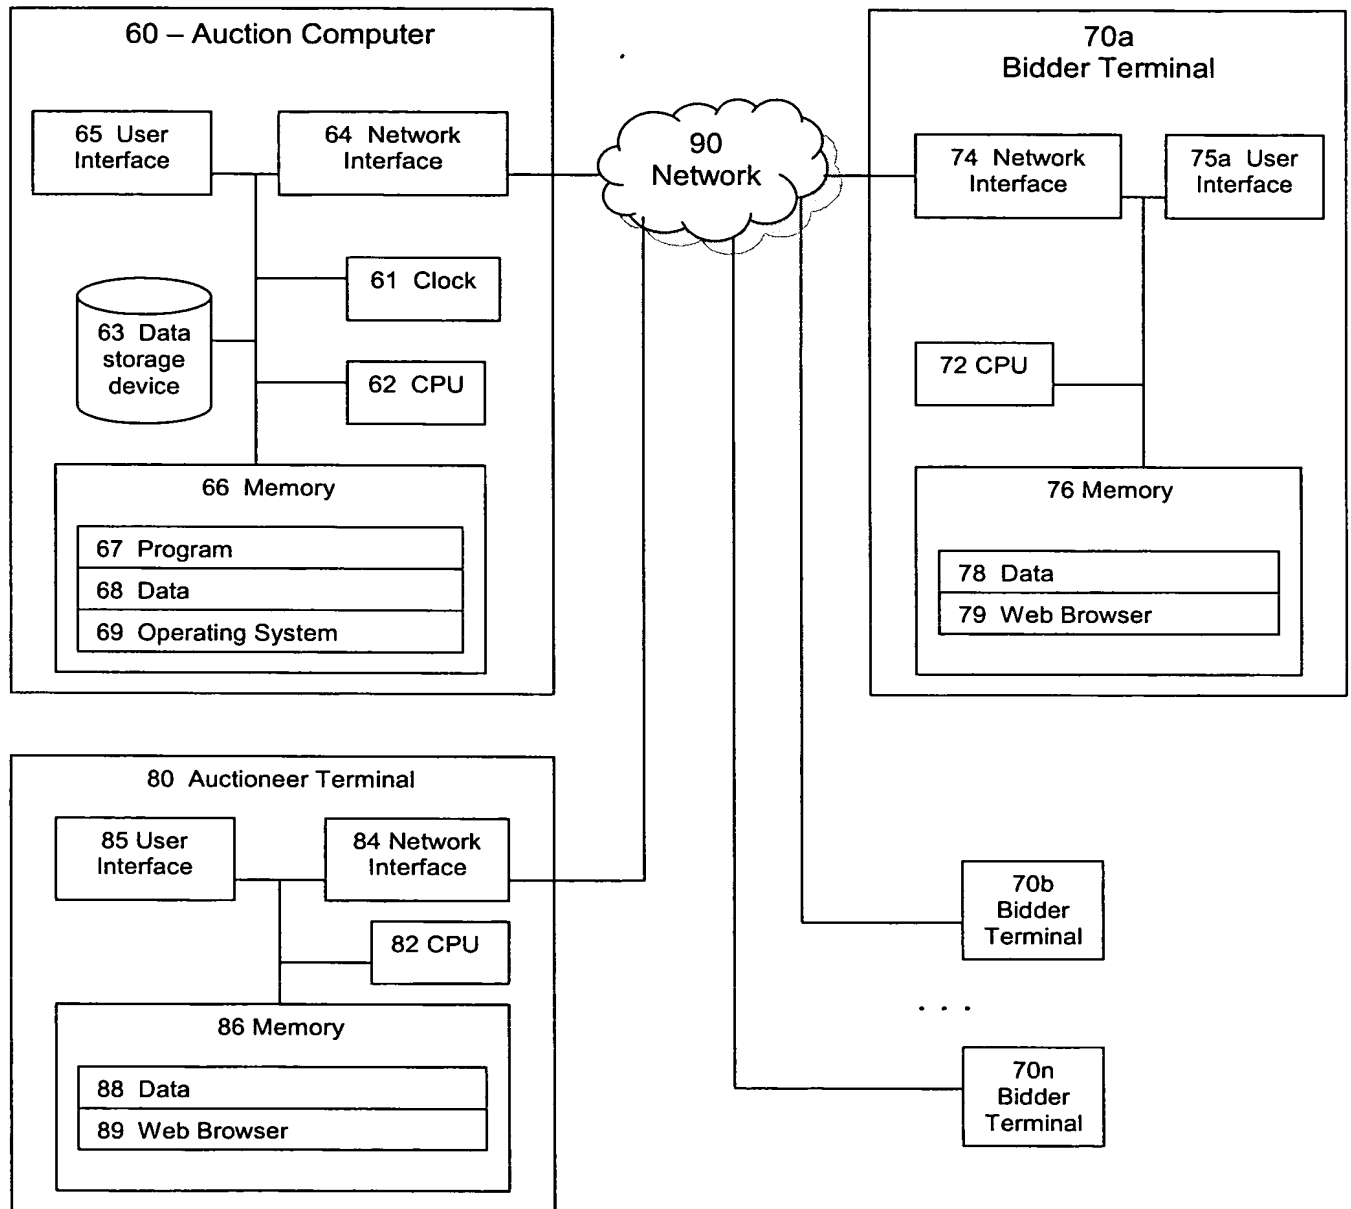 60 – Auction Computer
65 User
Interface
64 Network
Interface
61 Clock
63 Data
storage
device
62 CPU
66 Memory
67 Program
68 Data
69 Operating System
90
Network
70a
Bidder Terminal
74 Network
Interface
75a User
Interface
72 CPU
76 Memory
78 Data
79 Web Browser
80 Auctioneer Terminal
85 User
Interface
84 Network
Interface
82 CPU
86 Memory
88 Data
89 Web Browser
70b
Bidder
Terminal
. . .
70n
Bidder
Terminal